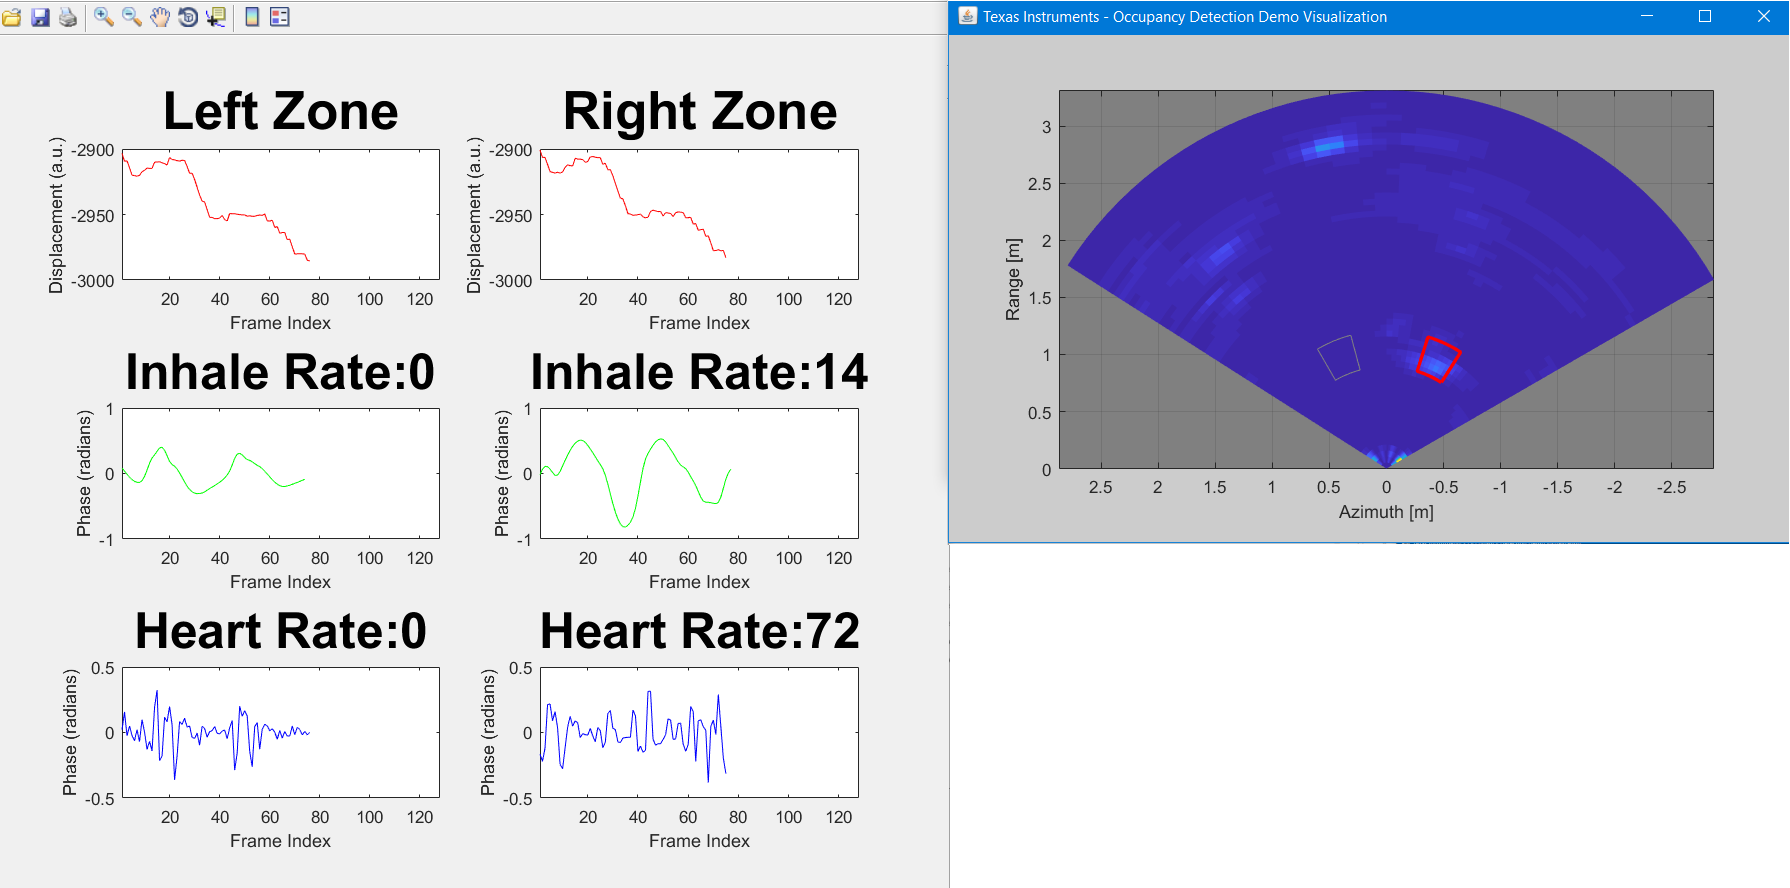 Left Zone
Displacement (a.u.)
-2900
-2950
-3000
20 40 60 80 100 120
Frame Index
Right Zone
Displacement (a.u.)
-2900
-2950
-3000
20 40 60 80 100 120
Frame Index
Inhale Rate:0
Phase (radians)
1
0
-1
20 40 60 80 100 120
Frame Index
Inhale Rate:14
Phase (radians)
1
0
-1
20 40 60 80 100 120
Frame Index
Heart Rate:0
Phase (radians)
0.5
0
-0.5
20 40 60 80 100 120
Frame Index
Heart Rate:72
Phase (radians)
0.5
0
-0.5
20 40 60 80 100 120
Frame Index
Texas Instruments - Occupancy Detection Demo Visualization
Range [m]
3
2.5
2
1.5
1
0.5
0
2.5 2 1.5 1 0.5 0 -0.5 -1 -1.5 -2 -2.5
Azimuth [m]